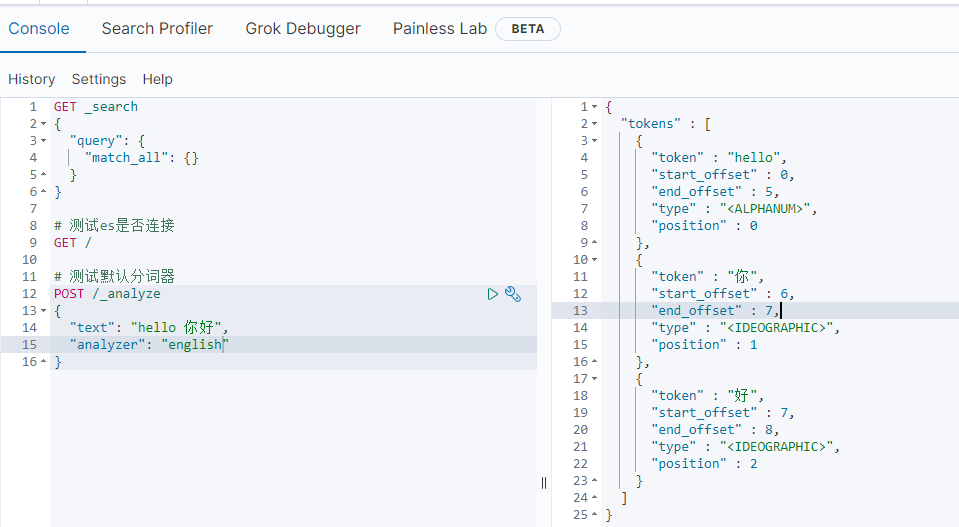 Console Search Profiler Grok Debugger Painless Lab BETA
History Settings Help
1 GET _search
2 {
3 "query": {
4 "match_all": {}
5 }
6 }
7
8 # 测试es是否连接
9 GET /
10
11 # 测试默认分词器
12 POST /_analyze
13 {
14 "text": "hello 你好",
15 "analyzer": "english"
16 }
1 {
2 "tokens" : [
3 {
4 "token" : "hello",
5 "start_offset" : 0,
6 "end_offset" : 5,
7 "type" : "<ALPHANUM>",
8 "position" : 0
9 },
10 {
11 "token" : "你",
12 "start_offset" : 6,
13 "end_offset" : 7,
14 "type" : "<IDEOGRAPHIC>",
15 "position" : 1
16 },
17 {
18 "token" : "好",
19 "start_offset" : 7,
20 "end_offset" : 8,
21 "type" : "<IDEOGRAPHIC>",
22 "position" : 2
23 }
24 ]
25 }